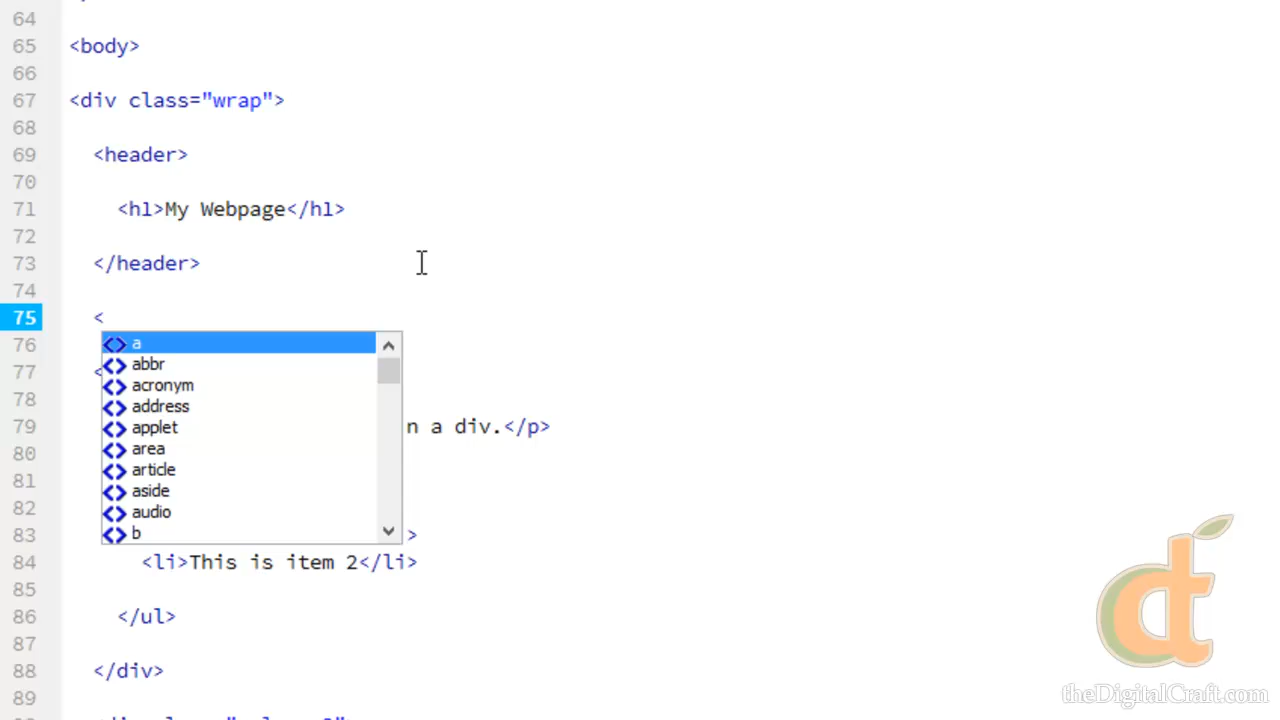 64
65 <body>
66
67 <div class="wrap">
68
69 <header>
70
71 <h1>My Webpage</h1>
72
73 </header>
74
75 <
a
76
abbr
77 <
acronym
78
address
79 n a div.</p>
applet
80
area
81
article
82
aside
audio
83 >
b
84 <li>This is item 2</li>
85
86 </ul>
87
88 </div>
89
theDigitalCraft.com